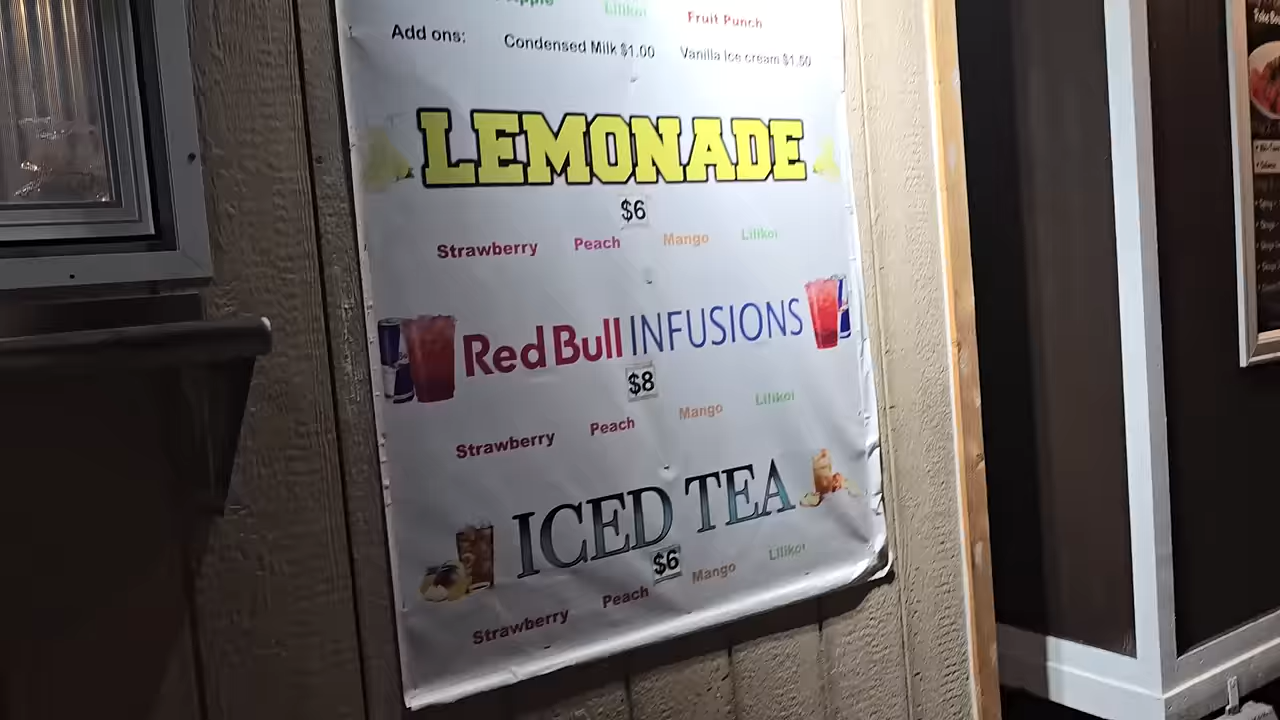 Apple Lilikoi Fruit Punch
Add ons: Condensed Milk $1.00 Vanilla Ice cream $1.50
LEMONADE
$6
Strawberry Peach Mango Lilikoi
Red Bull INFUSIONS
$8
Strawberry Peach Mango Lilikoi
ICED TEA
$6
Strawberry Peach Mango Lilikoi